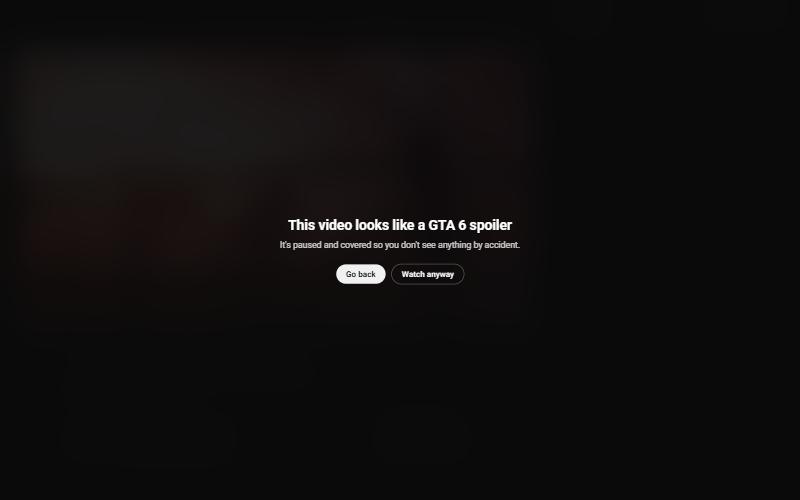 This video looks like a GTA 6 spoiler
It's paused and covered so you don't see anything by accident.
Go back
Watch anyway